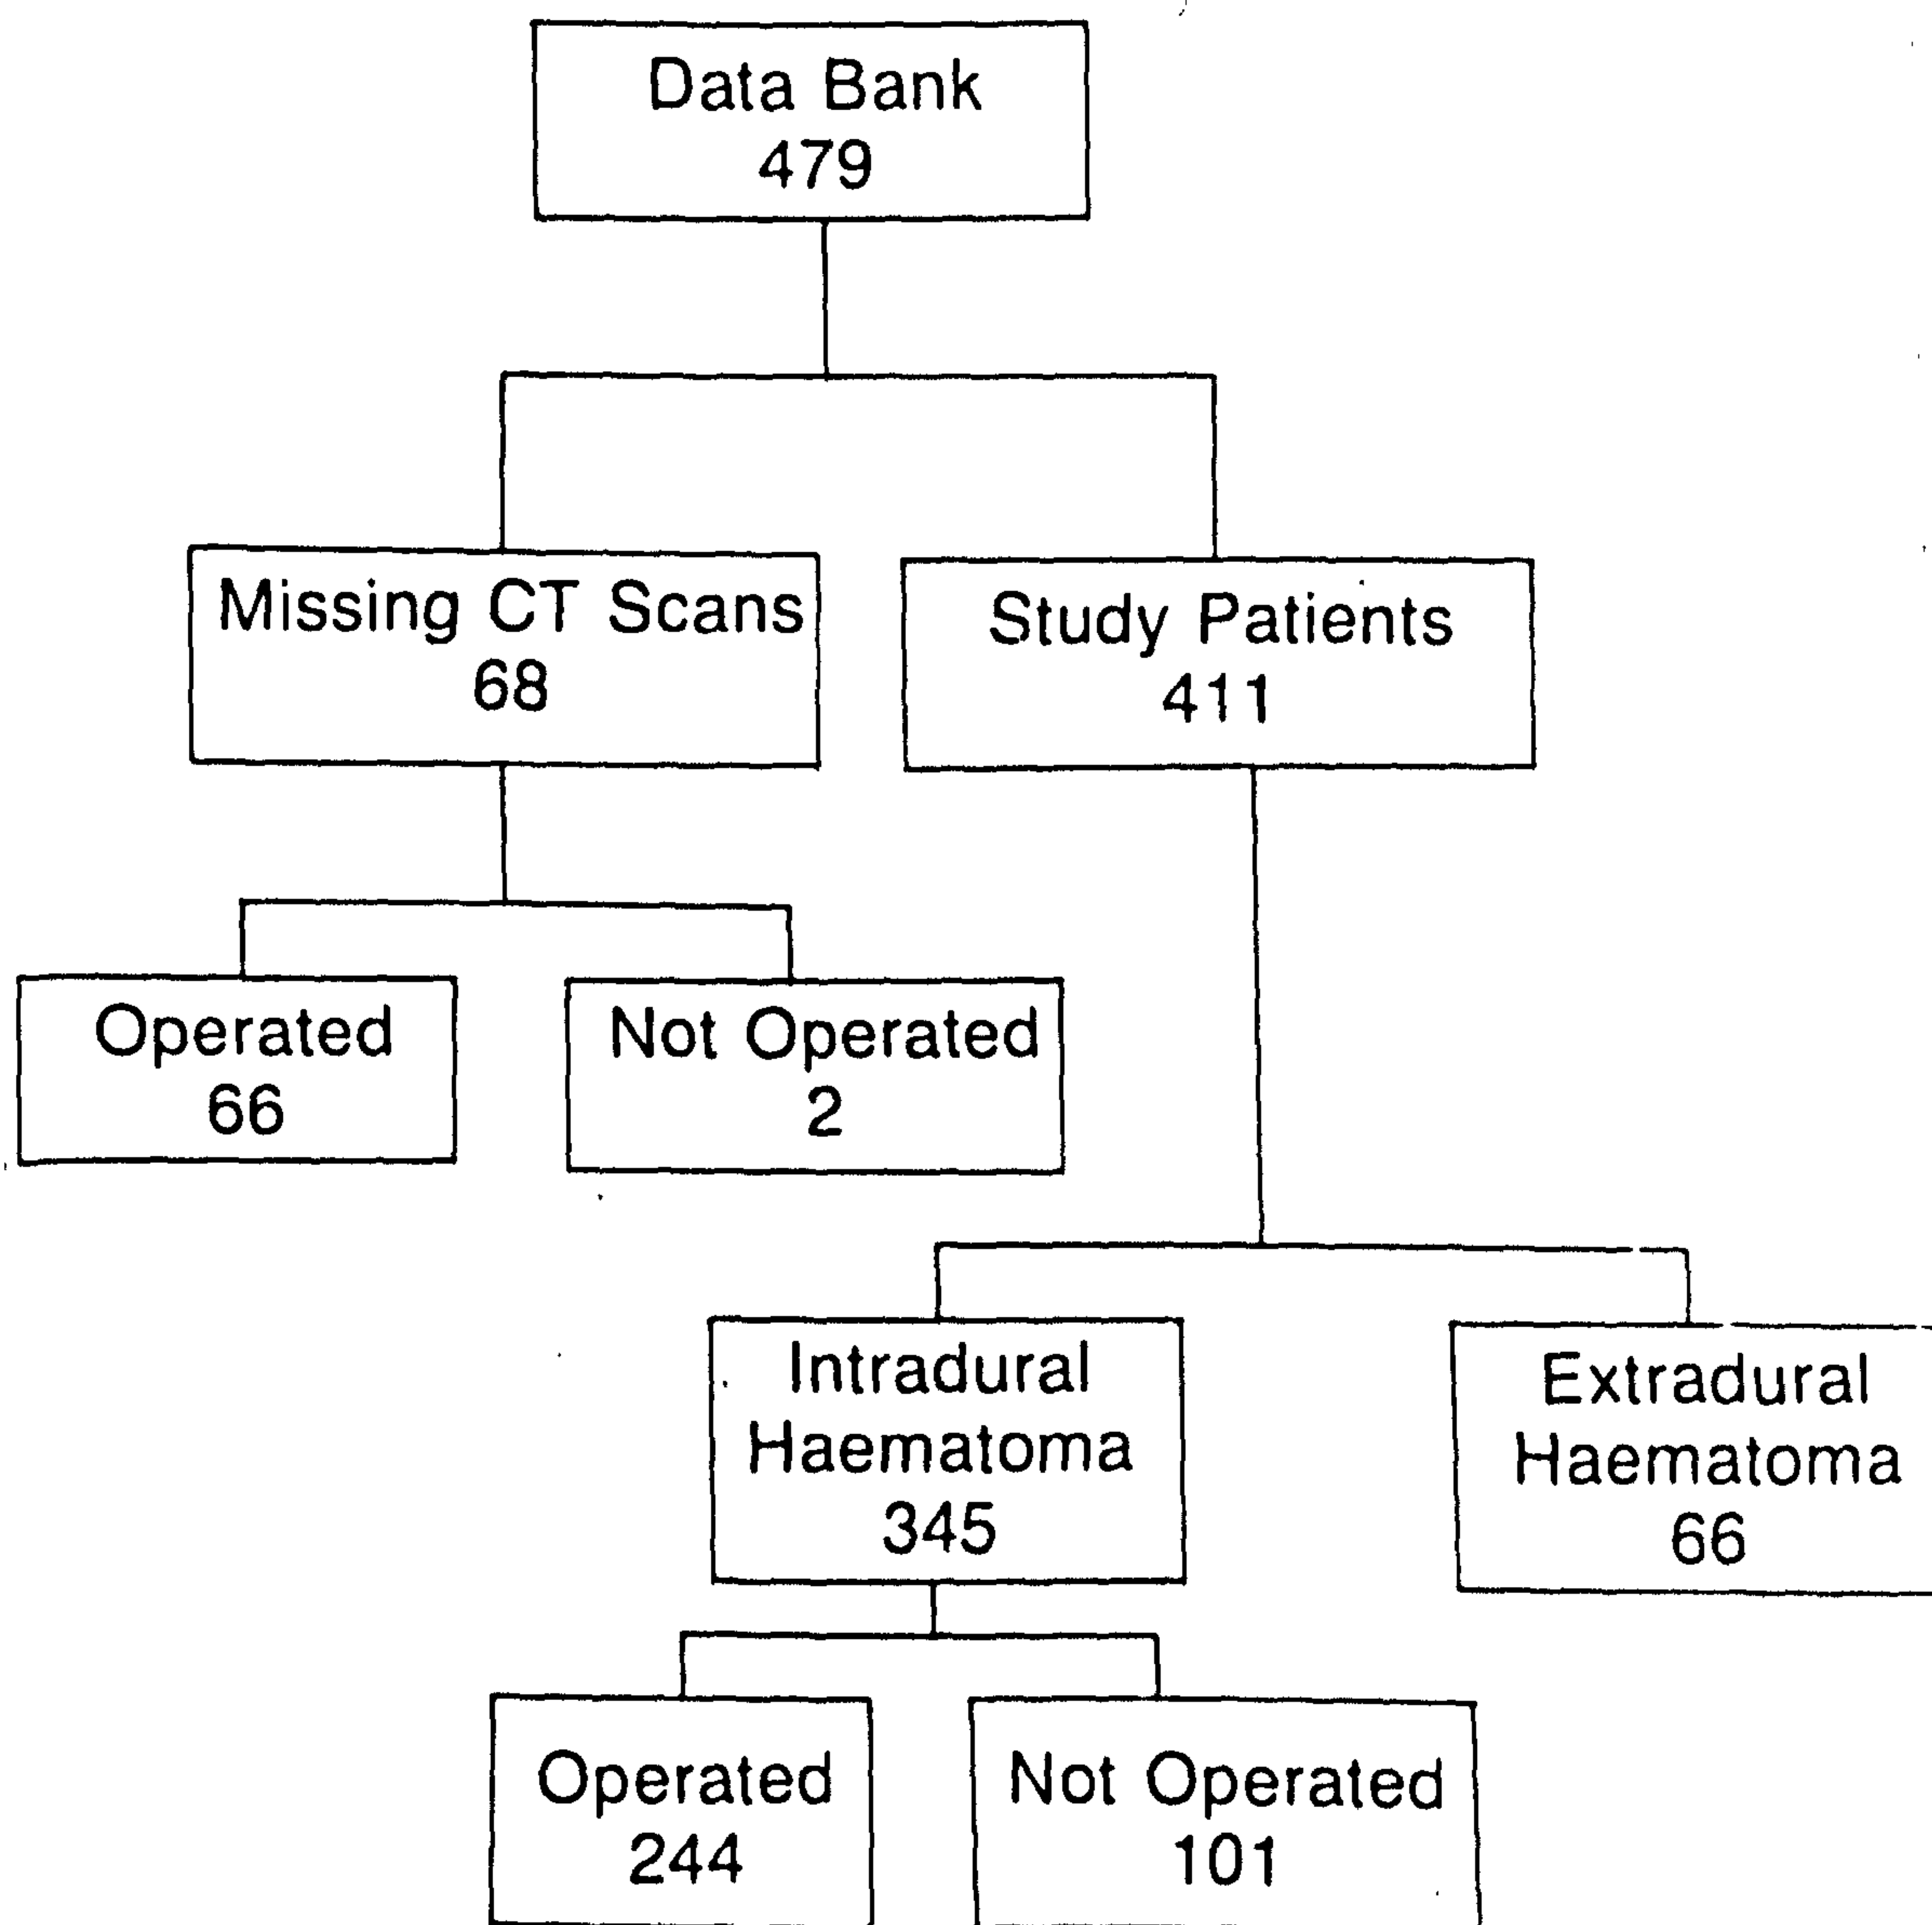 Data Bank
479
Missing CT Scans
68
Study Patients
411
Operated
66
Not Operated
2
Intradural
Haematoma
345
Extradural
Haematoma
66
Operated
244
Not Operated
101